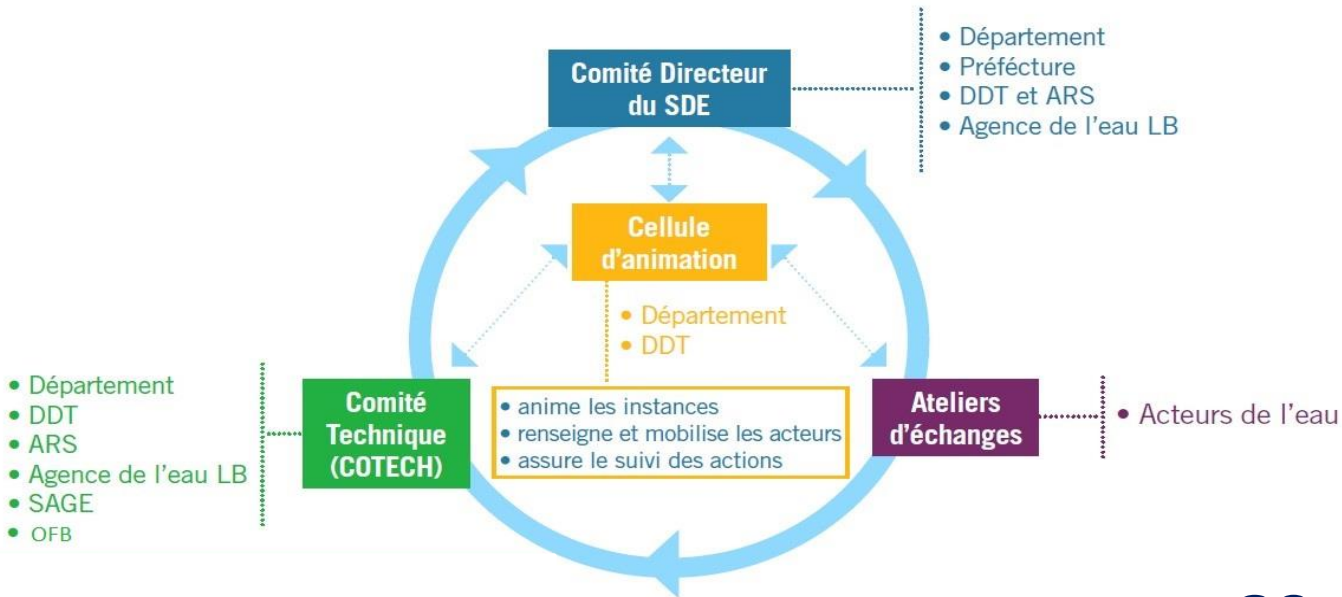 Comité Directeur
du SDE
• Département
• Préfécture
• DDT et ARS
• Agence de l'eau LB
Cellule
d'animation
• Département
• DDT
• Département
• DDT
• ARS
• Agence de l'eau LB
• SAGE
• OFB
Comité
Technique
(COTECH)
• anime les instances
• renseigne et mobilise les acteurs
• assure le suivi des actions
Ateliers
d'échanges
• Acteurs de l'eau